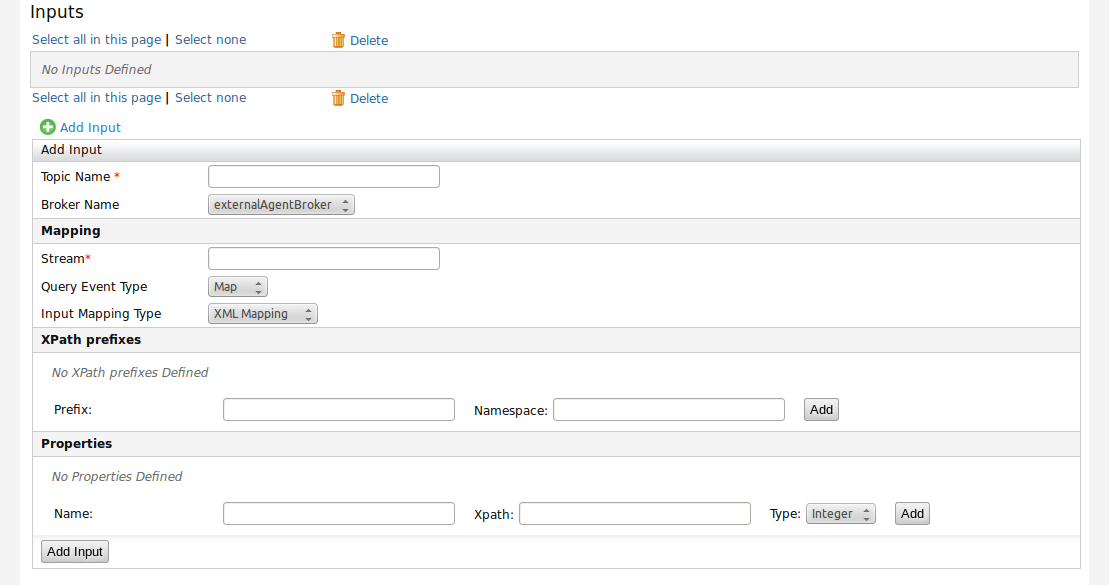 Inputs
Select all in this page | Select none Delete
No Inputs Defined
Select all in this page | Select none Delete
Add Input
Add Input
Topic Name *
Broker Name externalAgentBroker
Mapping
Stream*
Query Event Type Map
Input Mapping Type XML Mapping
XPath prefixes
No XPath prefixes Defined
Prefix: Namespace: Add
Properties
No Properties Defined
Name: Xpath: Type: Integer Add
Add Input